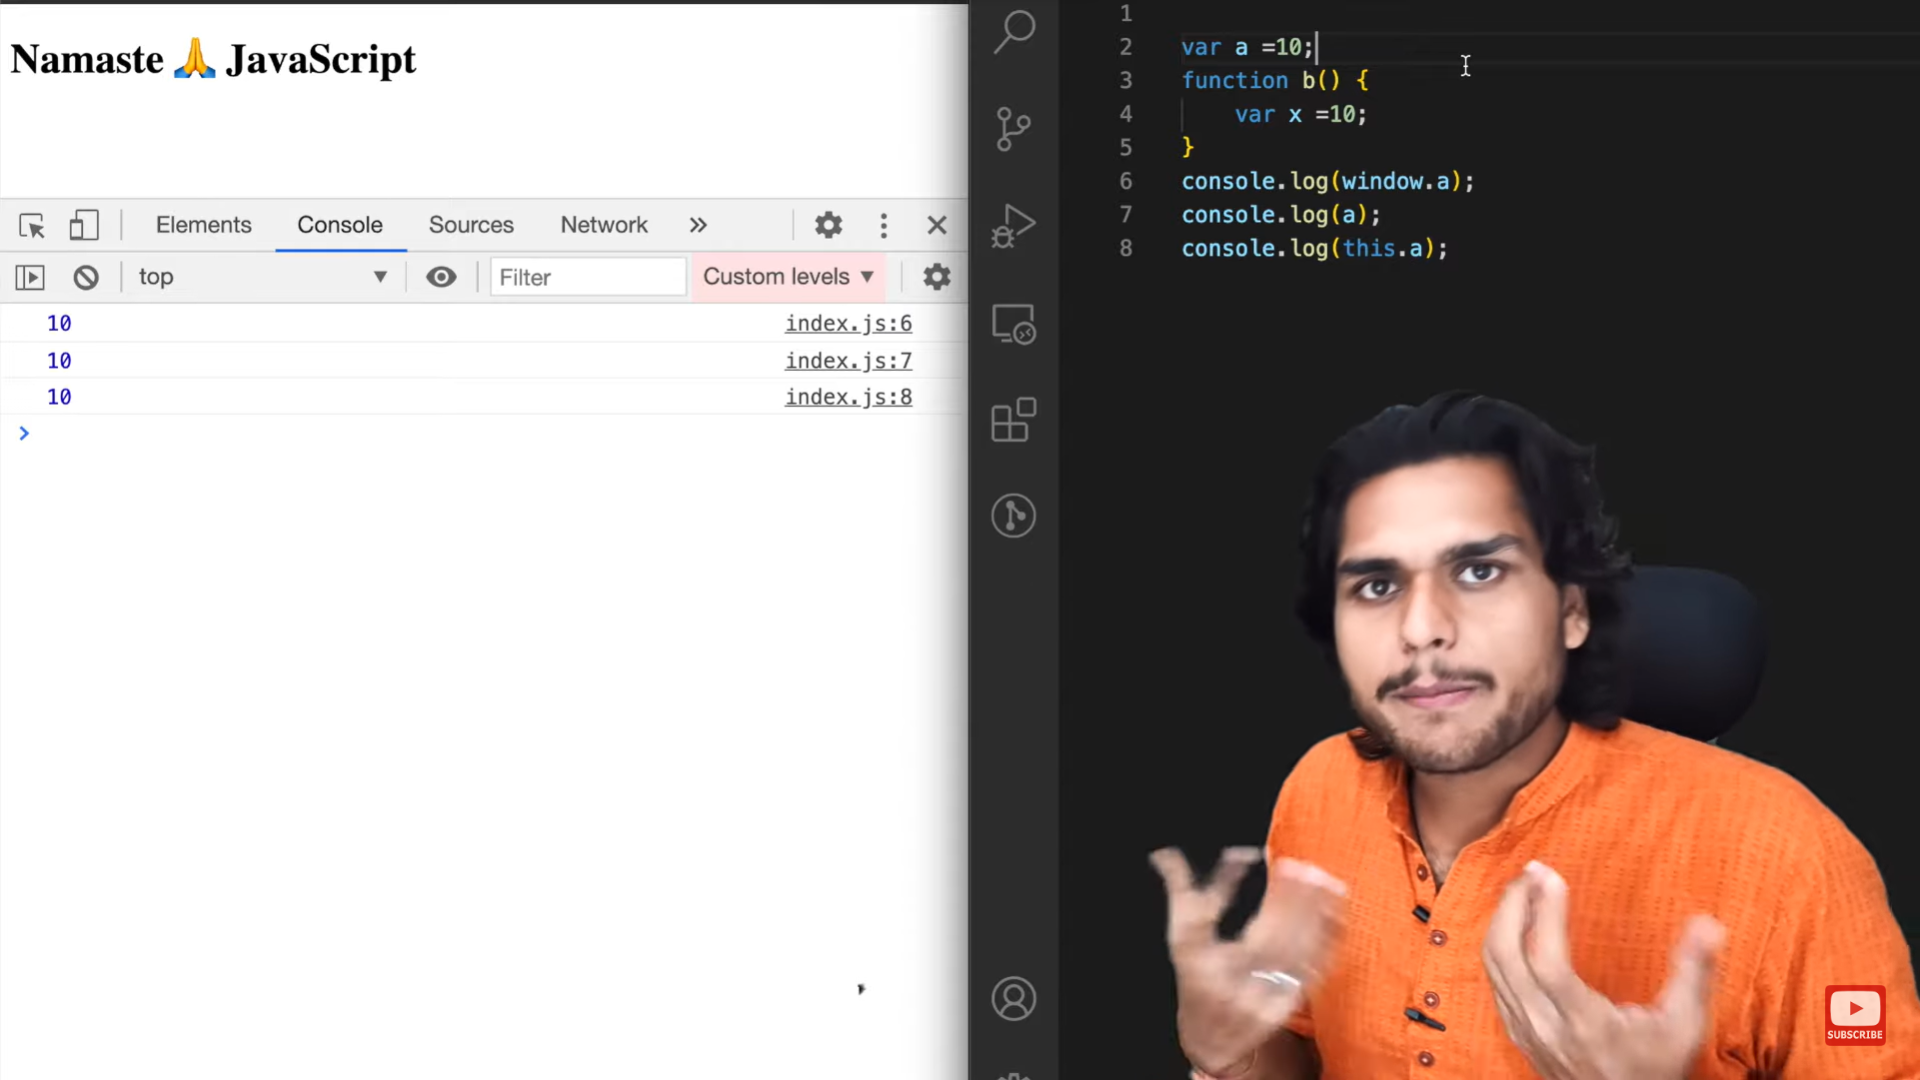 Namaste 🙏 JavaScript
Elements Console Sources Network »
top Filter Custom levels
10 index.js:6
10 index.js:7
10 index.js:8
1
2 var a =10;
3 function b() {
4 var x =10;
5 }
6 console.log(window.a);
7 console.log(a);
8 console.log(this.a);
SUBSCRIBE